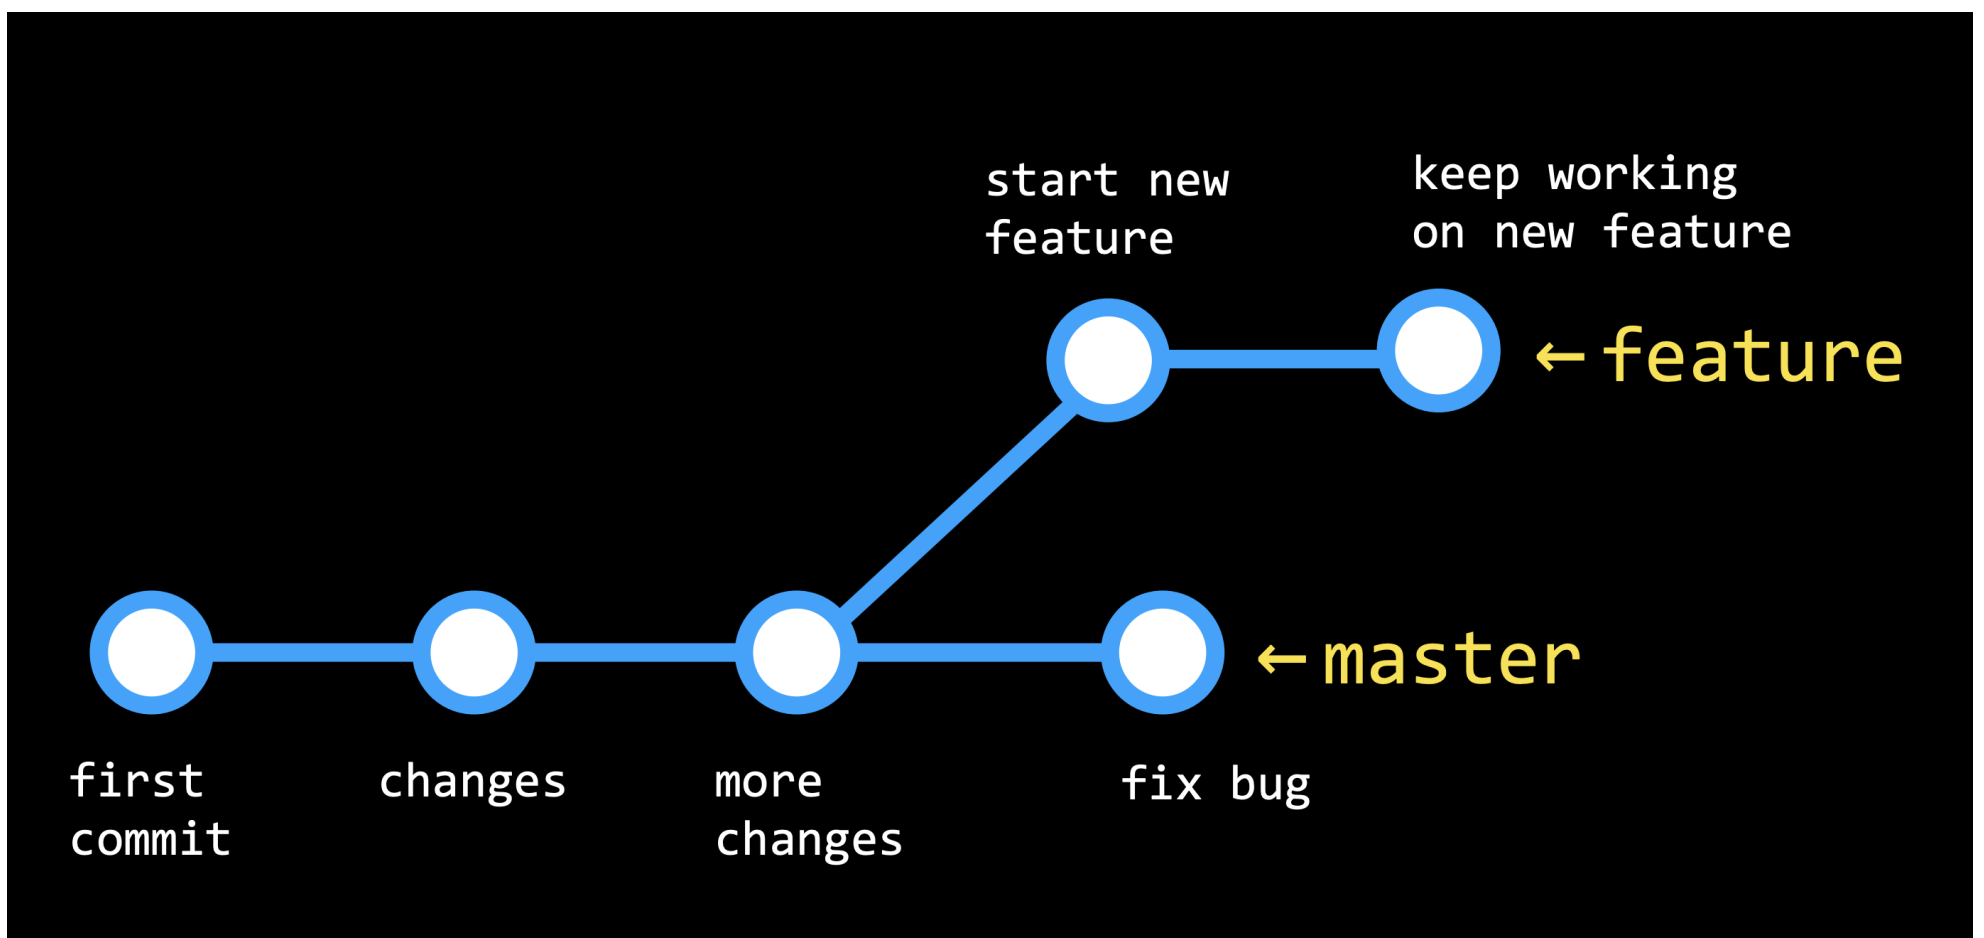 start new
feature
keep working
on new feature
←feature
←master
first
commit
changes
more
changes
fix bug